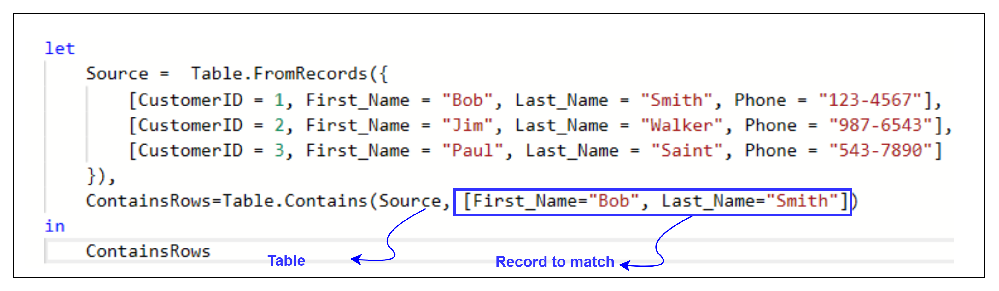 let
Source =  Table.FromRecords({
[CustomerID = 1, First_Name = "Bob", Last_Name = "Smith", Phone = "123-4567"],
[CustomerID = 2, First_Name = "Jim", Last_Name = "Walker", Phone = "987-6543"],
[CustomerID = 3, First_Name = "Paul", Last_Name = "Saint", Phone = "543-7890"]
}),
ContainsRows=Table.Contains(Source, [First_Name="Bob", Last_Name="Smith"])
in
ContainsRows
Table
Record to match